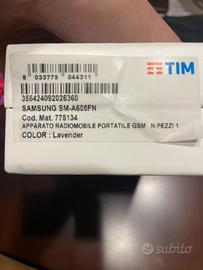 TIM
8 033779 044311
356424092026360
SAMSUNG SM-A605FN
Cod. Mat. 775134
APPARATO RADIOMOBILE PORTATILE GSM N.PEZZI 1
COLOR : Lavender
subito